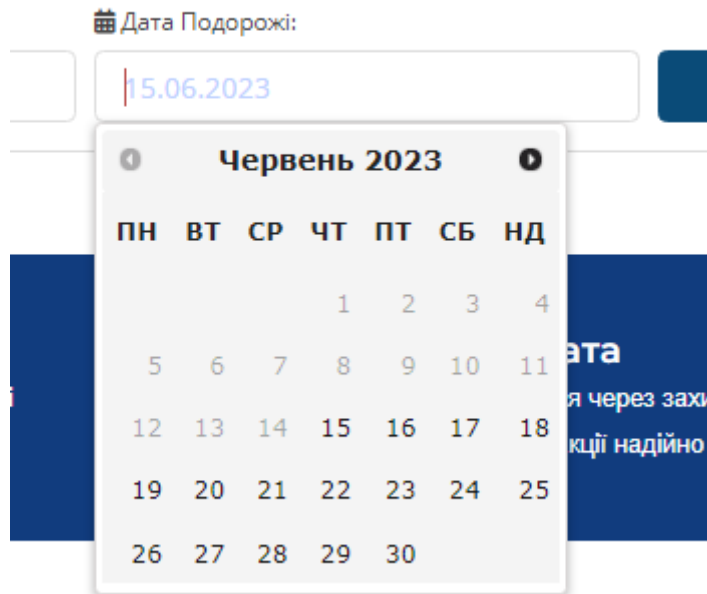 Дата Подорожі:
15.06.2023
Червень 2023
ПН ВТ СР ЧТ ПТ СБ НД
1 2 3 4
5 6 7 8 9 10 11
12 13 14 15 16 17 18
19 20 21 22 23 24 25
26 27 28 29 30
ата
я через захи
кції надійно